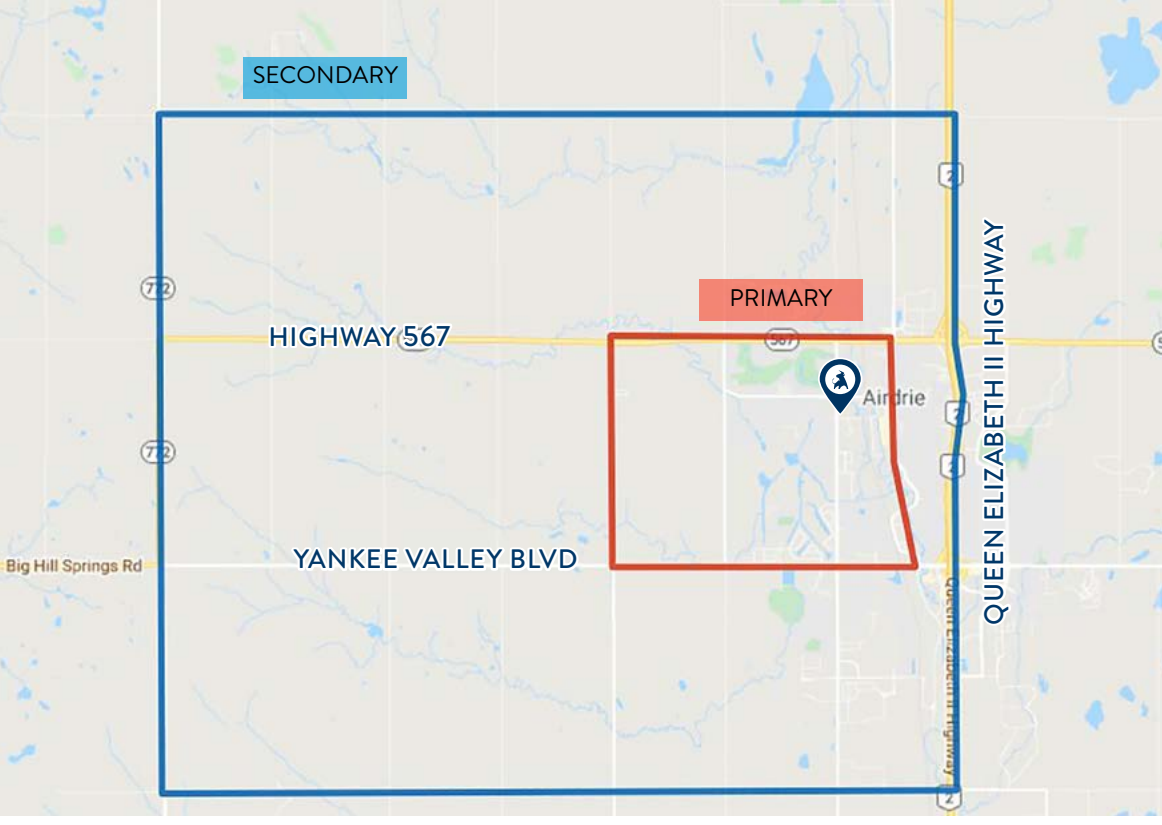 SECONDARY
2
QUEEN ELIZABETH II HIGHWAY
772
PRIMARY
HIGHWAY 567
567
Airdrie
2
772
2
YANKEE VALLEY BLVD
Big Hill Springs Rd
Queen Elizabeth II Highway
2